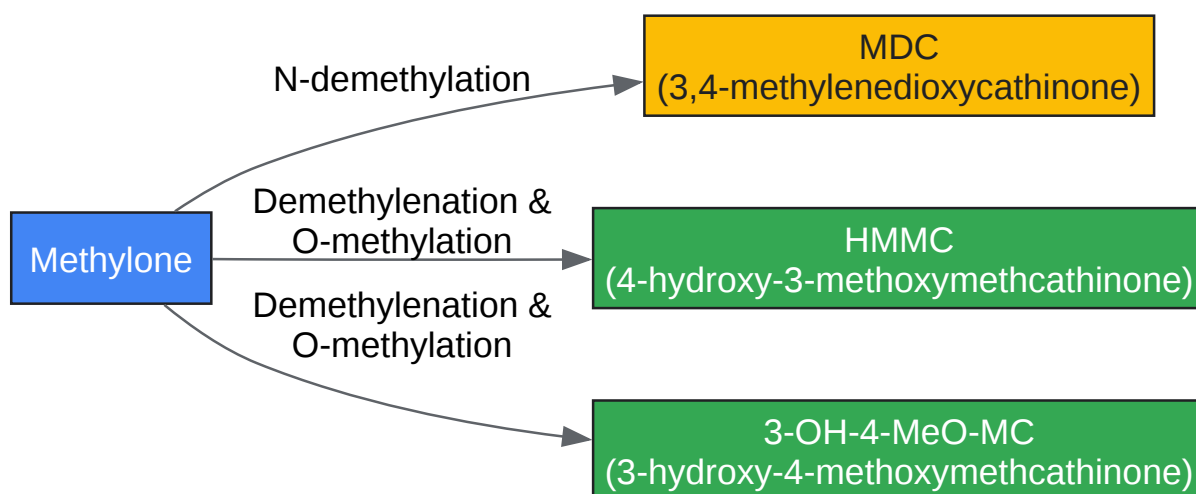 MDC
(3,4-methylenedioxycathinone)
N-demethylation
Demethylenation &
O-methylation
HMMC
(4-hydroxy-3-methoxymethcathinone)
Methylone
Demethylenation &
O-methylation
3-OH-4-MeO-MC
(3-hydroxy-4-methoxymethcathinone)